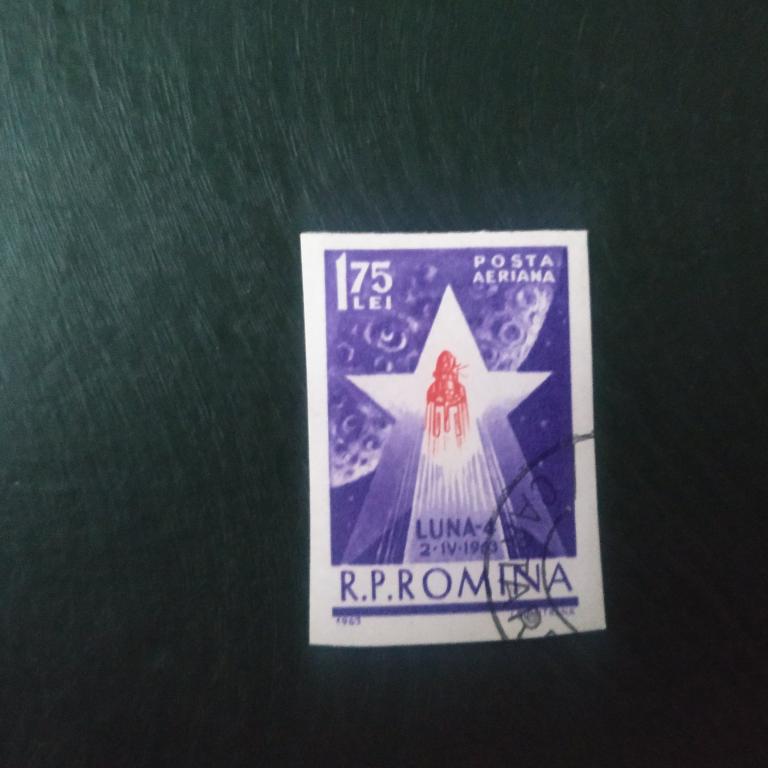 1.75
LEI
POSTA
AERIANA
LUNA-4
2·IV·1963
R.P.ROMINA
1963